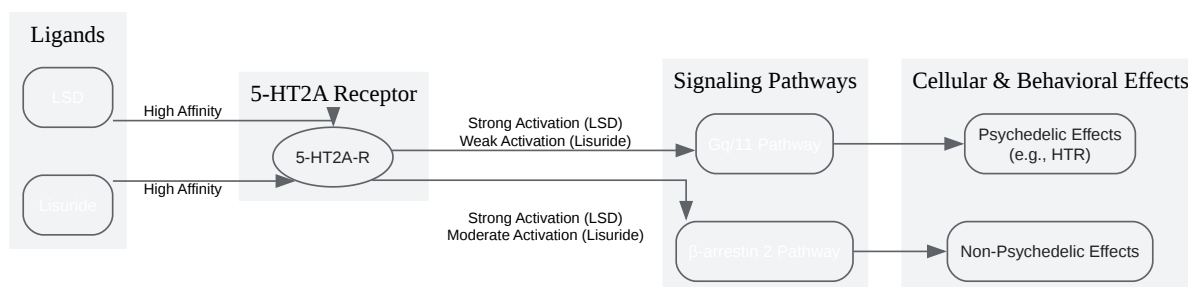 Ligands
LSD
Lisuride
High Affinity
High Affinity
5-HT2A Receptor
5-HT2A-R
Strong Activation (LSD)
Weak Activation (Lisuride)
Strong Activation (LSD)
Moderate Activation (Lisuride)
Signaling Pathways
Gq/11 Pathway
β-arrestin 2 Pathway
Cellular & Behavioral Effects
Psychedelic Effects
(e.g., HTR)
Non-Psychedelic Effects